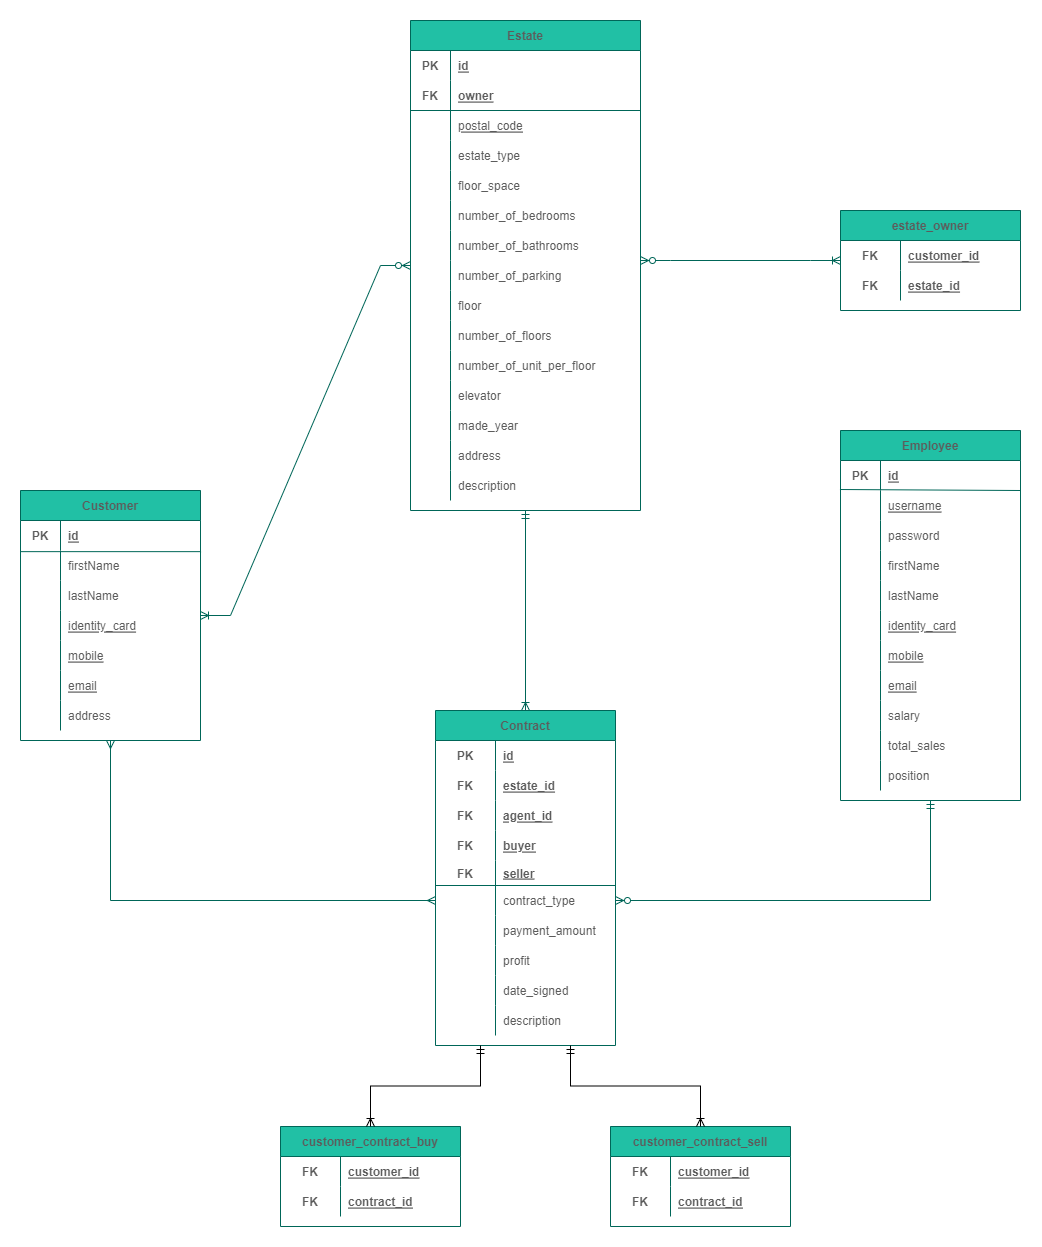 Estate
PK id
FK owner
postal_code
estate_type
floor_space
number_of_bedrooms
number_of_bathrooms
number_of_parking
floor
number_of_floors
number_of_unit_per_floor
elevator
made_year
address
description
estate_owner
FK customer_id
FK estate_id
Customer
PK id
firstName
lastName
identity_card
mobile
email
address
Employee
PK id
username
password
firstName
lastName
identity_card
mobile
email
salary
total_sales
position
Contract
PK id
FK estate_id
FK agent_id
FK buyer
FK seller
contract_type
payment_amount
profit
date_signed
description
customer_contract_buy
FK customer_id
FK contract_id
customer_contract_sell
FK customer_id
FK contract_id